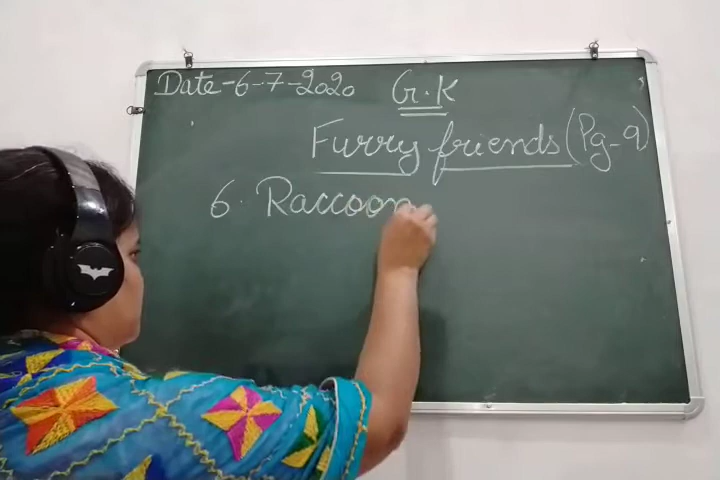 Date-6-7-2020 G.K
Furry friends (Pg-9)
6. Raccoon